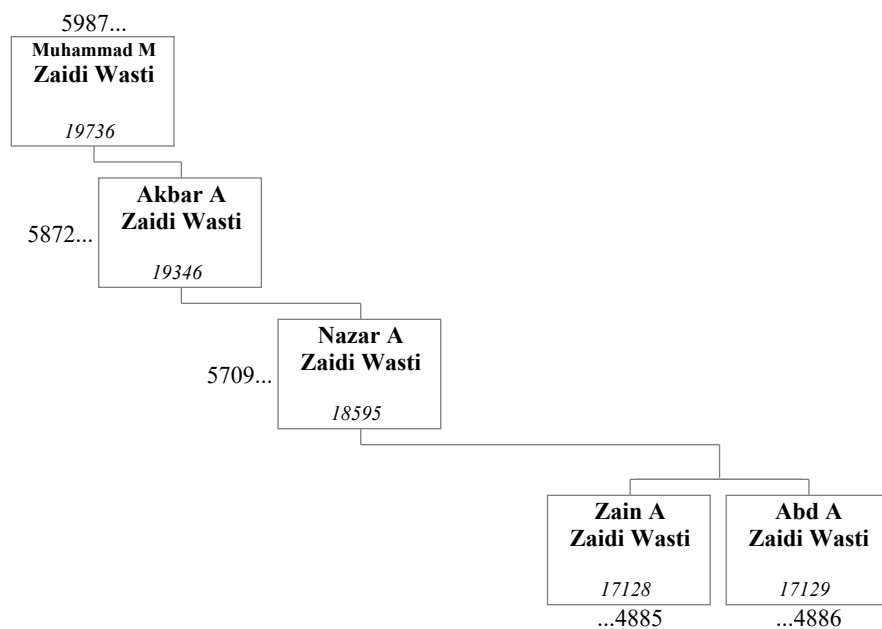 5987...
Muhammad M
Zaidi Wasti
19736
Akbar A
Zaidi Wasti
5872...
19346
Nazar A
Zaidi Wasti
5709...
18595
Zain A
Zaidi Wasti
17128
...4885
Abd A
Zaidi Wasti
17129
...4886